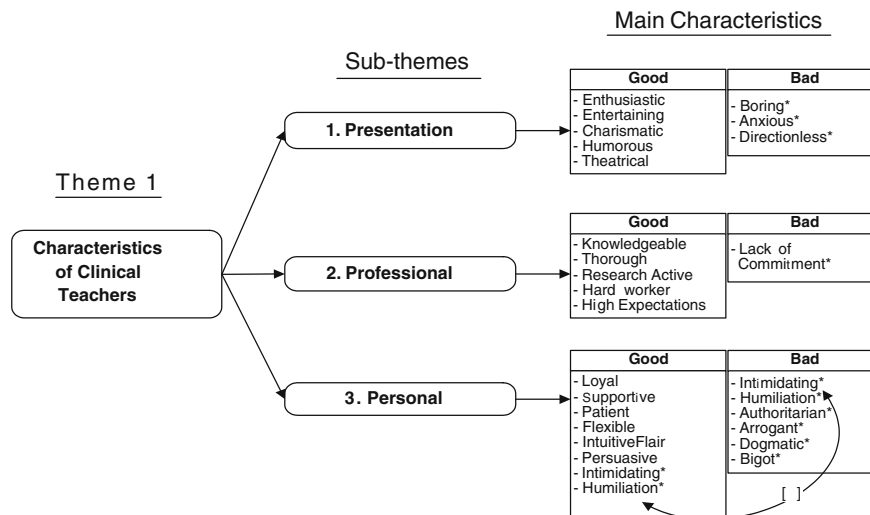 Main Characteristics
Sub-themes
Theme 1
Characteristics
of Clinical
Teachers
1. Presentation
Good
- Enthusiastic
- Entertaining
- Charismatic
- Humorous
- Theatrical
Bad
- Boring*
- Anxious*
- Directionless*
2. Professional
Good
- Knowledgeable
- Thorough
- Research Active
- Hard worker
- High Expectations
Bad
- Lack of
Commitment*
3. Personal
Good
- Loyal
- Supportive
- Patient
- Flexible
- IntuitiveFlair
- Persuasive
- Intimidating*
- Humiliation*
Bad
- Intimidating*
- Humiliation*
- Authoritarian*
- Arrogant*
- Dogmatic*
- Bigot*
[ ]